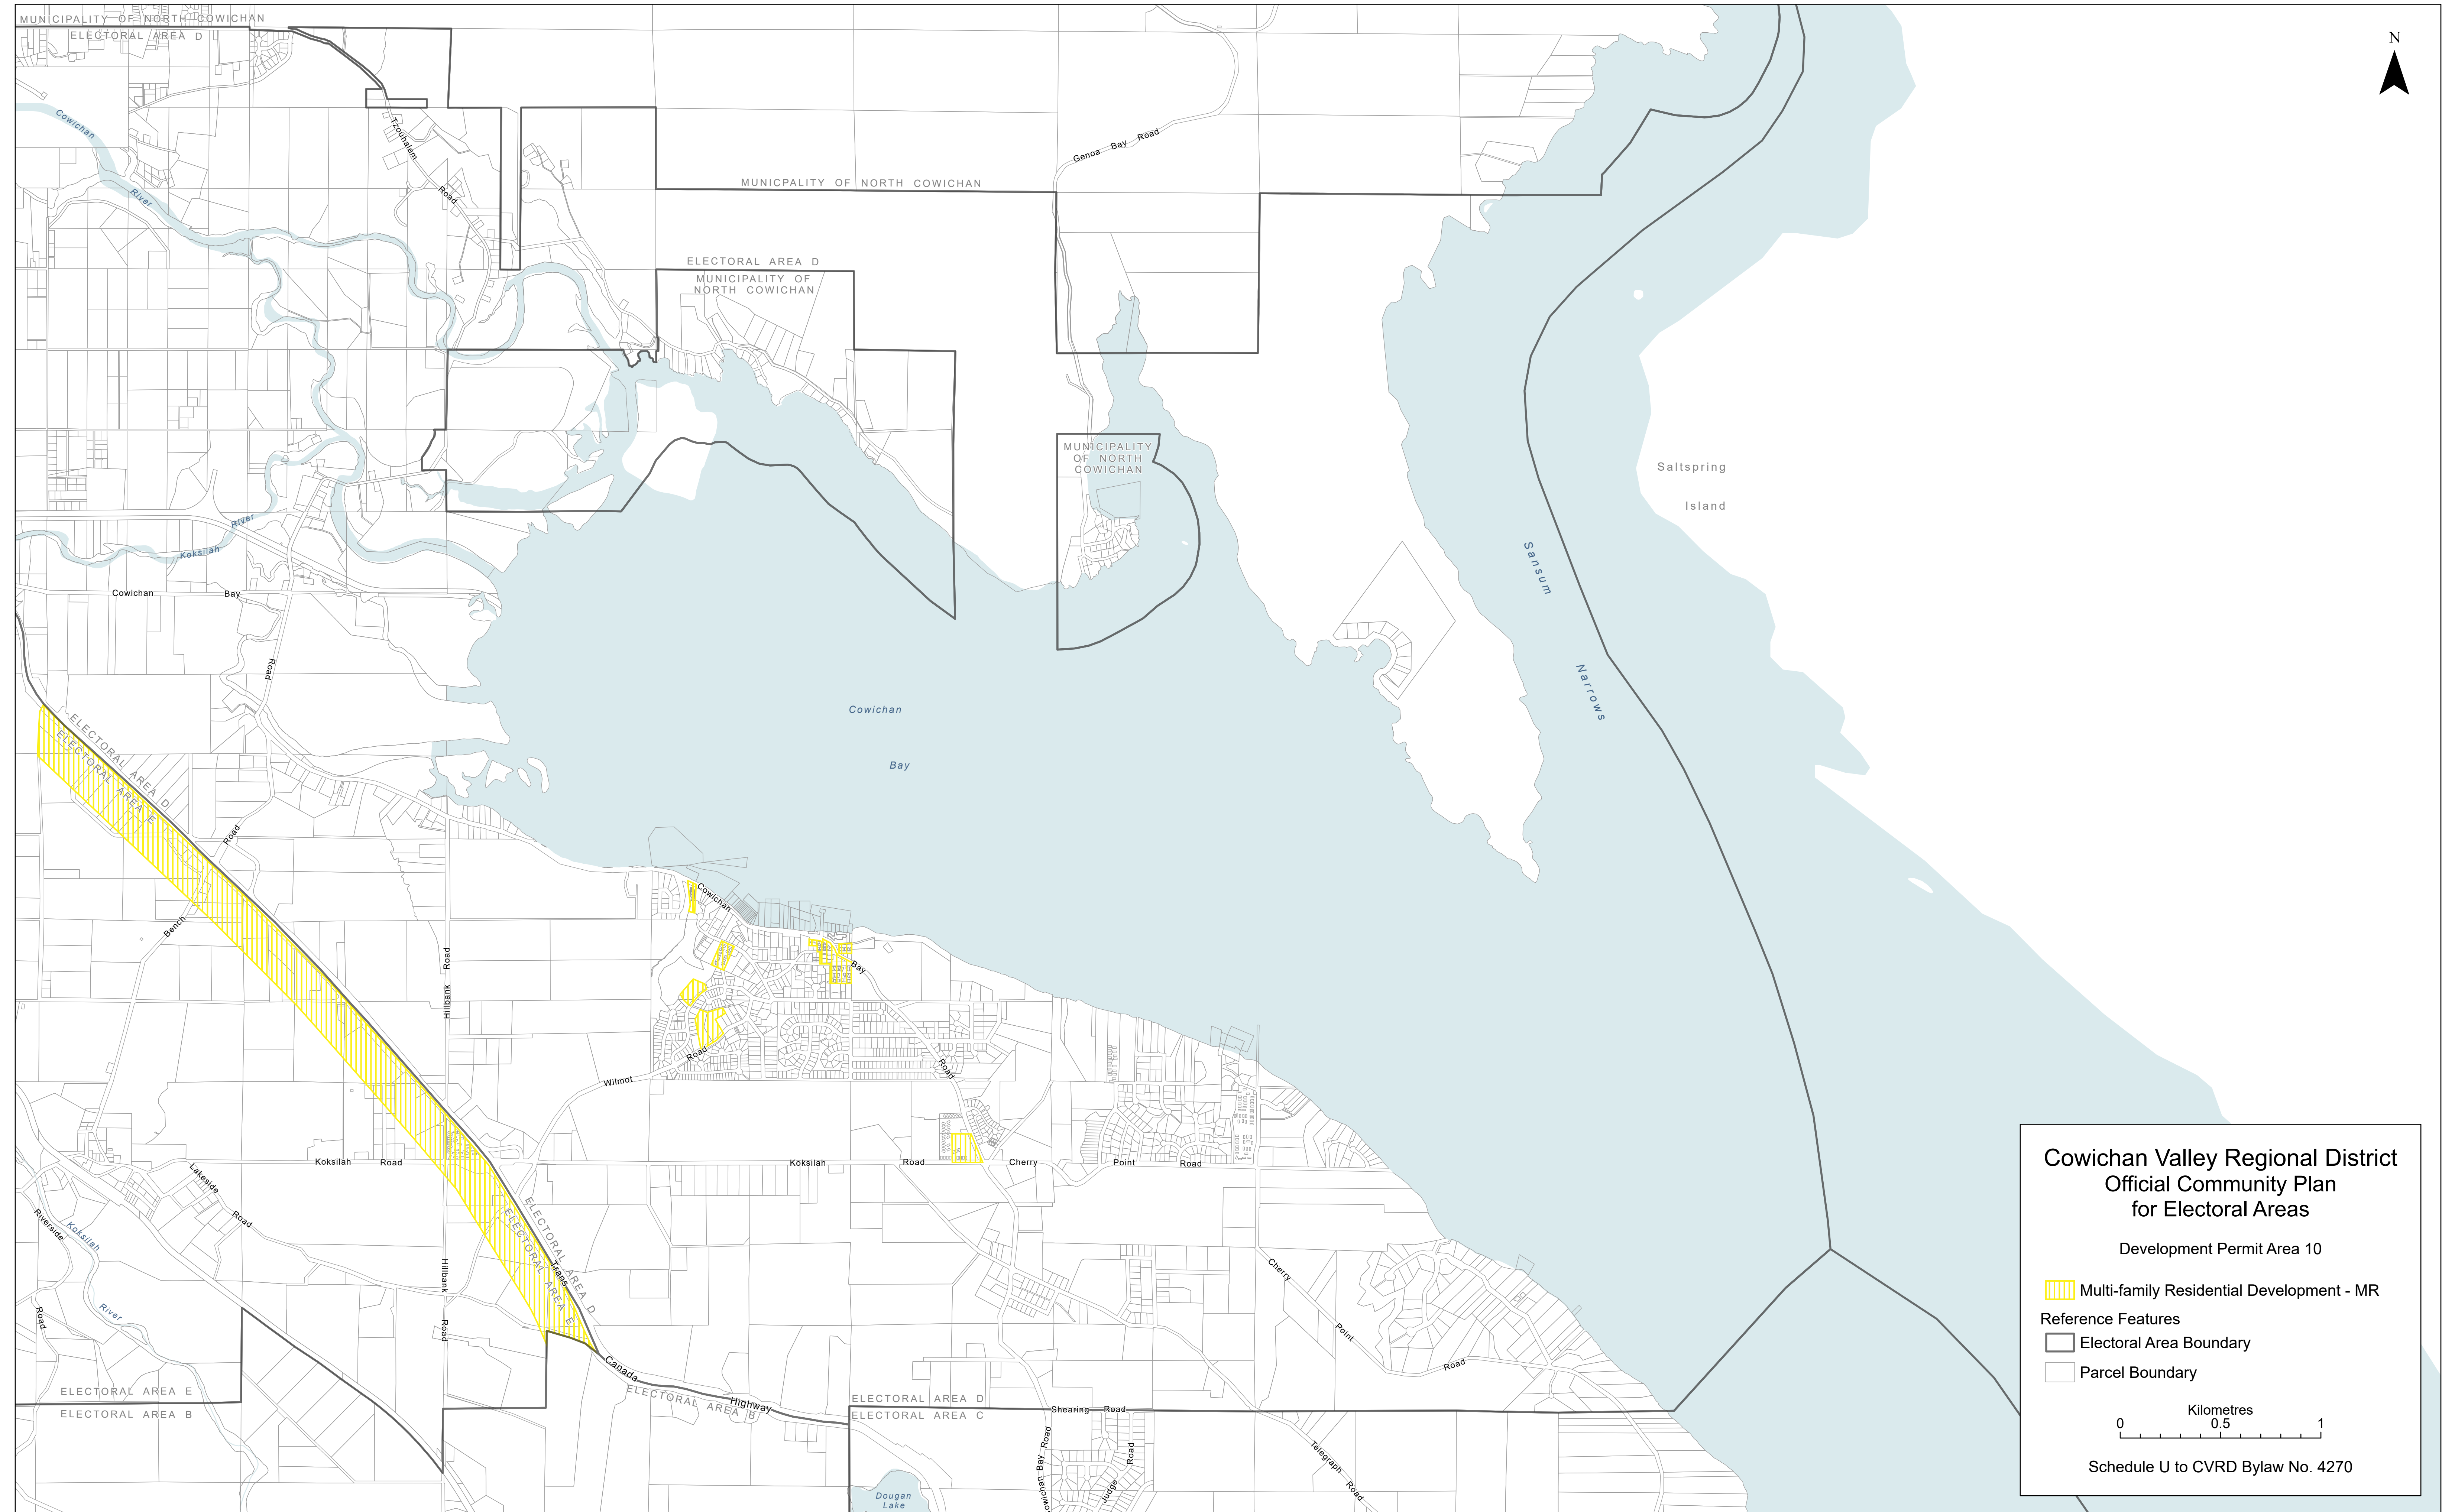 MUNICIPALITY OF NORTH COWICHAN
ELECTORAL AREA D
N
Cowichan
River
Tzouhalem
Road
Genoa Bay Road
MUNICPALITY OF NORTH COWICHAN
ELECTORAL AREA D
MUNICIPALITY OF
NORTH COWICHAN
MUNICIPALITY
OF NORTH
COWICHAN
Saltspring
Island
Sansum
Narrows
River
Koksilah
Cowichan Bay
Road
Cowichan
Bay
ELECTORAL AREA D
ELECTORAL AREA E
Road
Bench
Hillbank Road
Cowichan
Bay
Road
Road
Wilmot
Koksilah Road
Koksilah Road
Cherry Point Road
Lakeside
Road
Riverside
Road
Koksilah
River
Hillbank
Road
ELECTORAL AREA D
ELECTORAL AREA E
Trans
Canada
Highway
ELECTORAL AREA B
Cherry
Point
Road
ELECTORAL AREA E
ELECTORAL AREA B
ELECTORAL AREA D
ELECTORAL AREA C
Shearing Road
Cowichan Bay Road
Judge
Road
Telegraph
Road
Dougan
Lake
Cowichan Valley Regional District
Official Community Plan
for Electoral Areas
Development Permit Area 10
Multi-family Residential Development - MR
Reference Features
Electoral Area Boundary
Parcel Boundary
Kilometres
0 0.5 1
Schedule U to CVRD Bylaw No. 4270